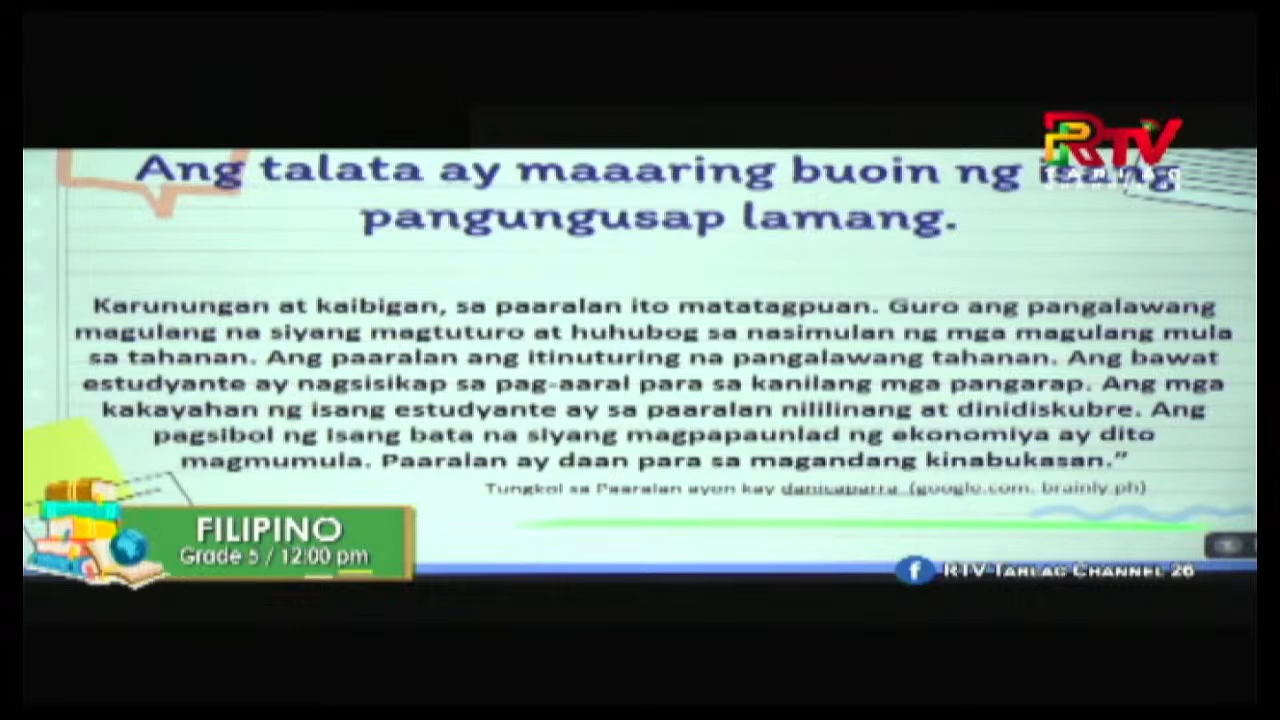 RTV
TARLAC
Ang talata ay maaaring buoin ng isang
pangungusap lamang.
Karunungan at kaibigan, sa paaralan ito matatagpuan. Guro ang pangalawang
magulang na siyang magtuturo at huhubog sa nasimulan ng mga magulang mula
sa tahanan. Ang paaralan ang itinuturing na pangalawang tahanan. Ang bawat
estudyante ay nagsisikap sa pag-aaral para sa kanilang mga pangarap. Ang mga
kakayahan ng isang estudyante ay sa paaralan nililinang at dinidiskubre. Ang
pagsibol ng isang bata na siyang magpapaunlad ng ekonomiya ay dito
magmumula. Paaralan ay daan para sa magandang kinabukasan.”
Tungkol sa Paaralan ayon kay danicaparra (google.com, brainly.ph)
FILIPINO
Grade 5 / 12:00 pm
f RTV TARLAC CHANNEL 26